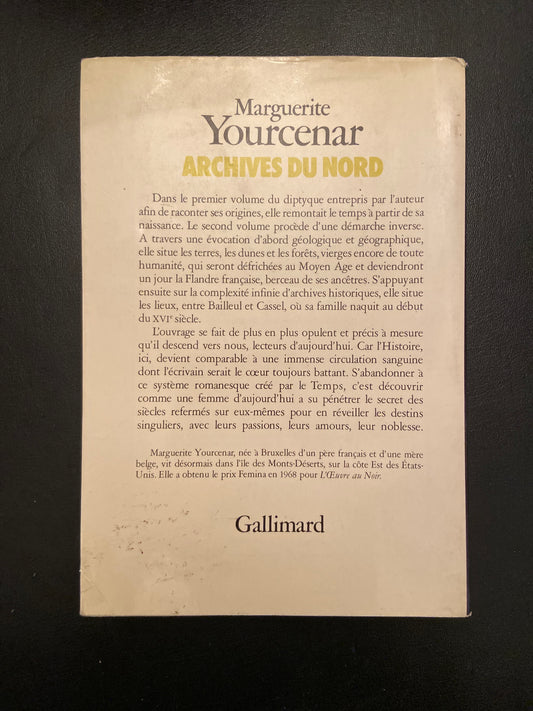 Marguerite
Yourcenar
ARCHIVES DU NORD
Dans le premier volume du diptyque entrepris par l'auteur
afin de raconter ses origines, elle remontait le temps à partir de sa
naissance. Le second volume procède d'une démarche inverse.
A travers une évocation d'abord géologique et géographique,
elle situe les terres, les dunes et les forêts, vierges encore de toute
humanité, qui seront défrichées au Moyen Age et deviendront
un jour la Flandre française, berceau de ses ancêtres. S'appuyant
ensuite sur la complexité infinie d'archives historiques, elle situe
les lieux, entre Bailleul et Cassel, où sa famille naquit au début
du XVIe siècle.
L'ouvrage se fait de plus en plus opulent et précis à mesure
qu'il descend vers nous, lecteurs d'aujourd'hui. Car l'Histoire,
ici, devient comparable à une immense circulation sanguine
dont l'écrivain serait le cœur toujours battant. S'abandonner à
ce système romanesque créé par le Temps, c'est découvrir
comme une femme d'aujourd'hui a su pénétrer le secret des
siècles refermés sur eux-mêmes pour en réveiller les destins
singuliers, avec leurs passions, leurs amours, leur noblesse.
Marguerite Yourcenar, née à Bruxelles d'un père français et d'une mère
belge, vit désormais dans l'île des Monts-Déserts, sur la côte Est des États-
Unis. Elle a obtenu le prix Femina en 1968 pour L'Œuvre au Noir.
Gallimard